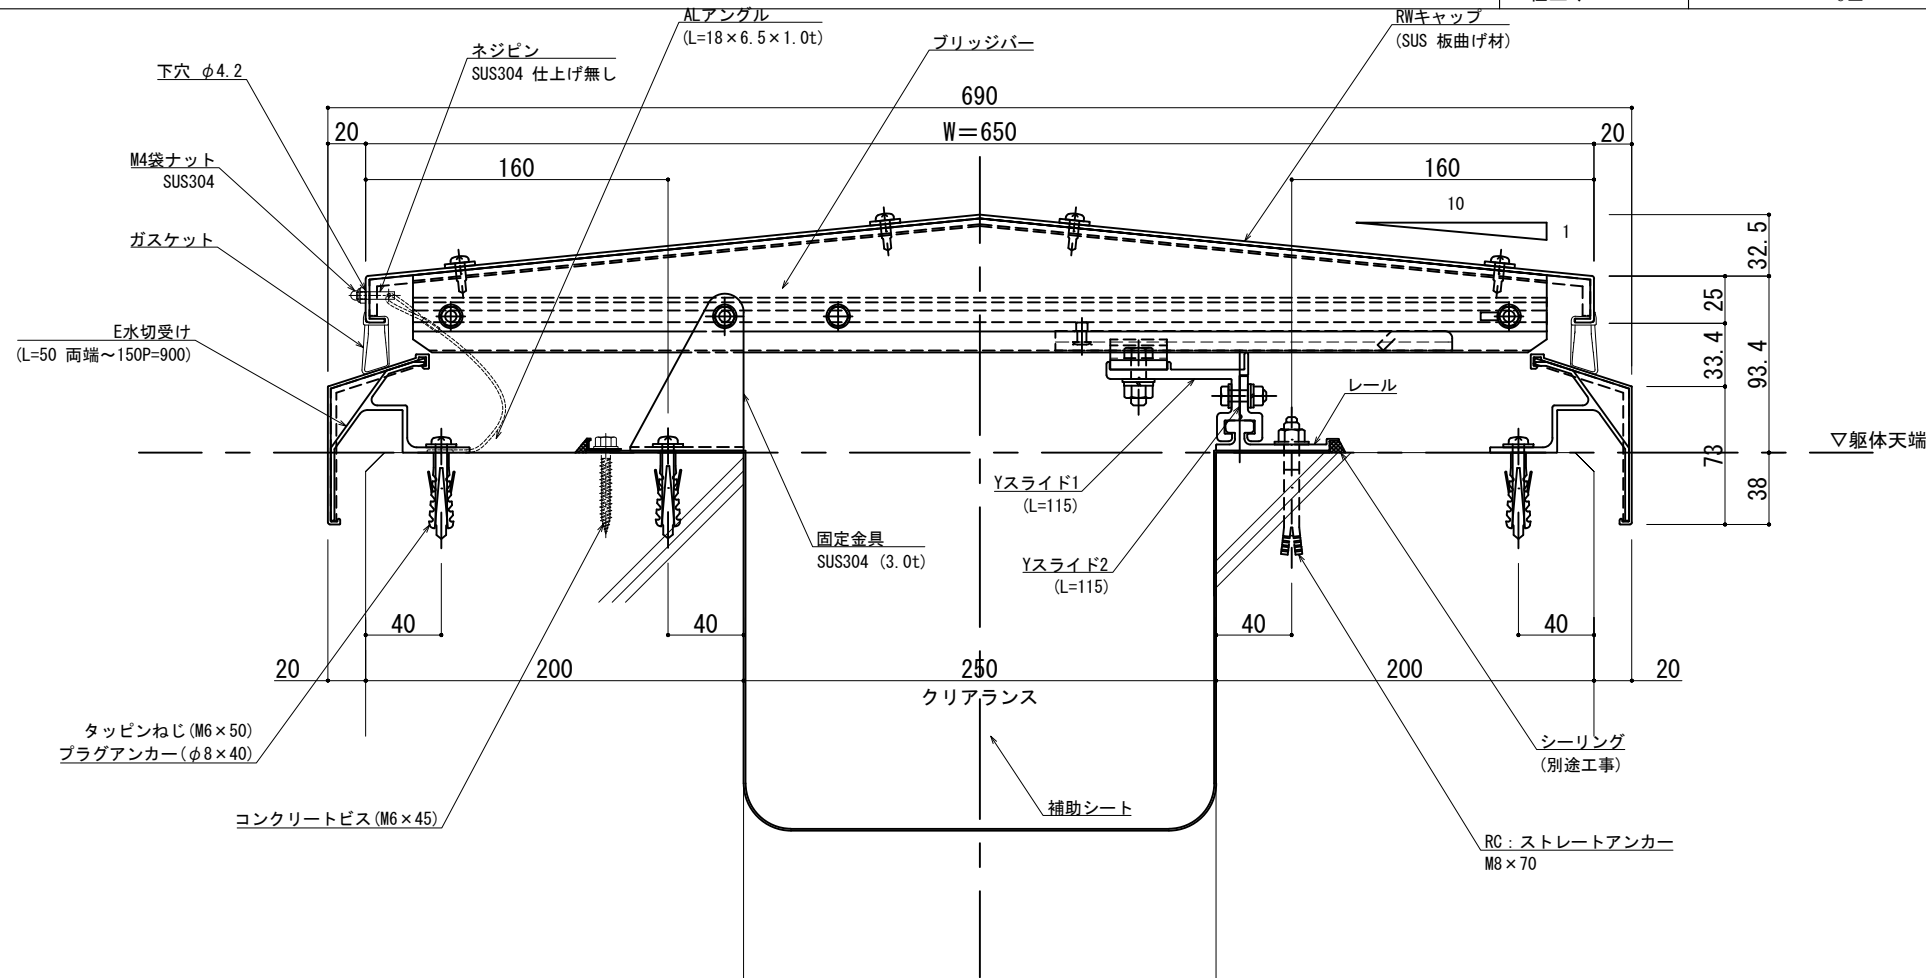 ALアングル
(L=18×6.5×1.0t)
RWキャップ
(SUS 板曲げ材)
ネジピン
SUS304 仕上げ無し
ブリッジバー
下穴 φ4.2
690
20
W=650
20
M4袋ナット
SUS304
160
160
10
1
ガスケット
32.5
25
33.4
93.4
73
38
E水切受け
(L=50 両端～150P=900)
レール
▽躯体天端
Yスライド1
(L=115)
固定金具
SUS304 (3.0t)
Yスライド2
(L=115)
40
40
40
40
20
200
250
200
20
クリアランス
タッピンねじ(M6×50)
プラグアンカー(φ8×40)
シーリング
(別途工事)
コンクリートビス(M6×45)
補助シート
RC：ストレートアンカー
M8×70